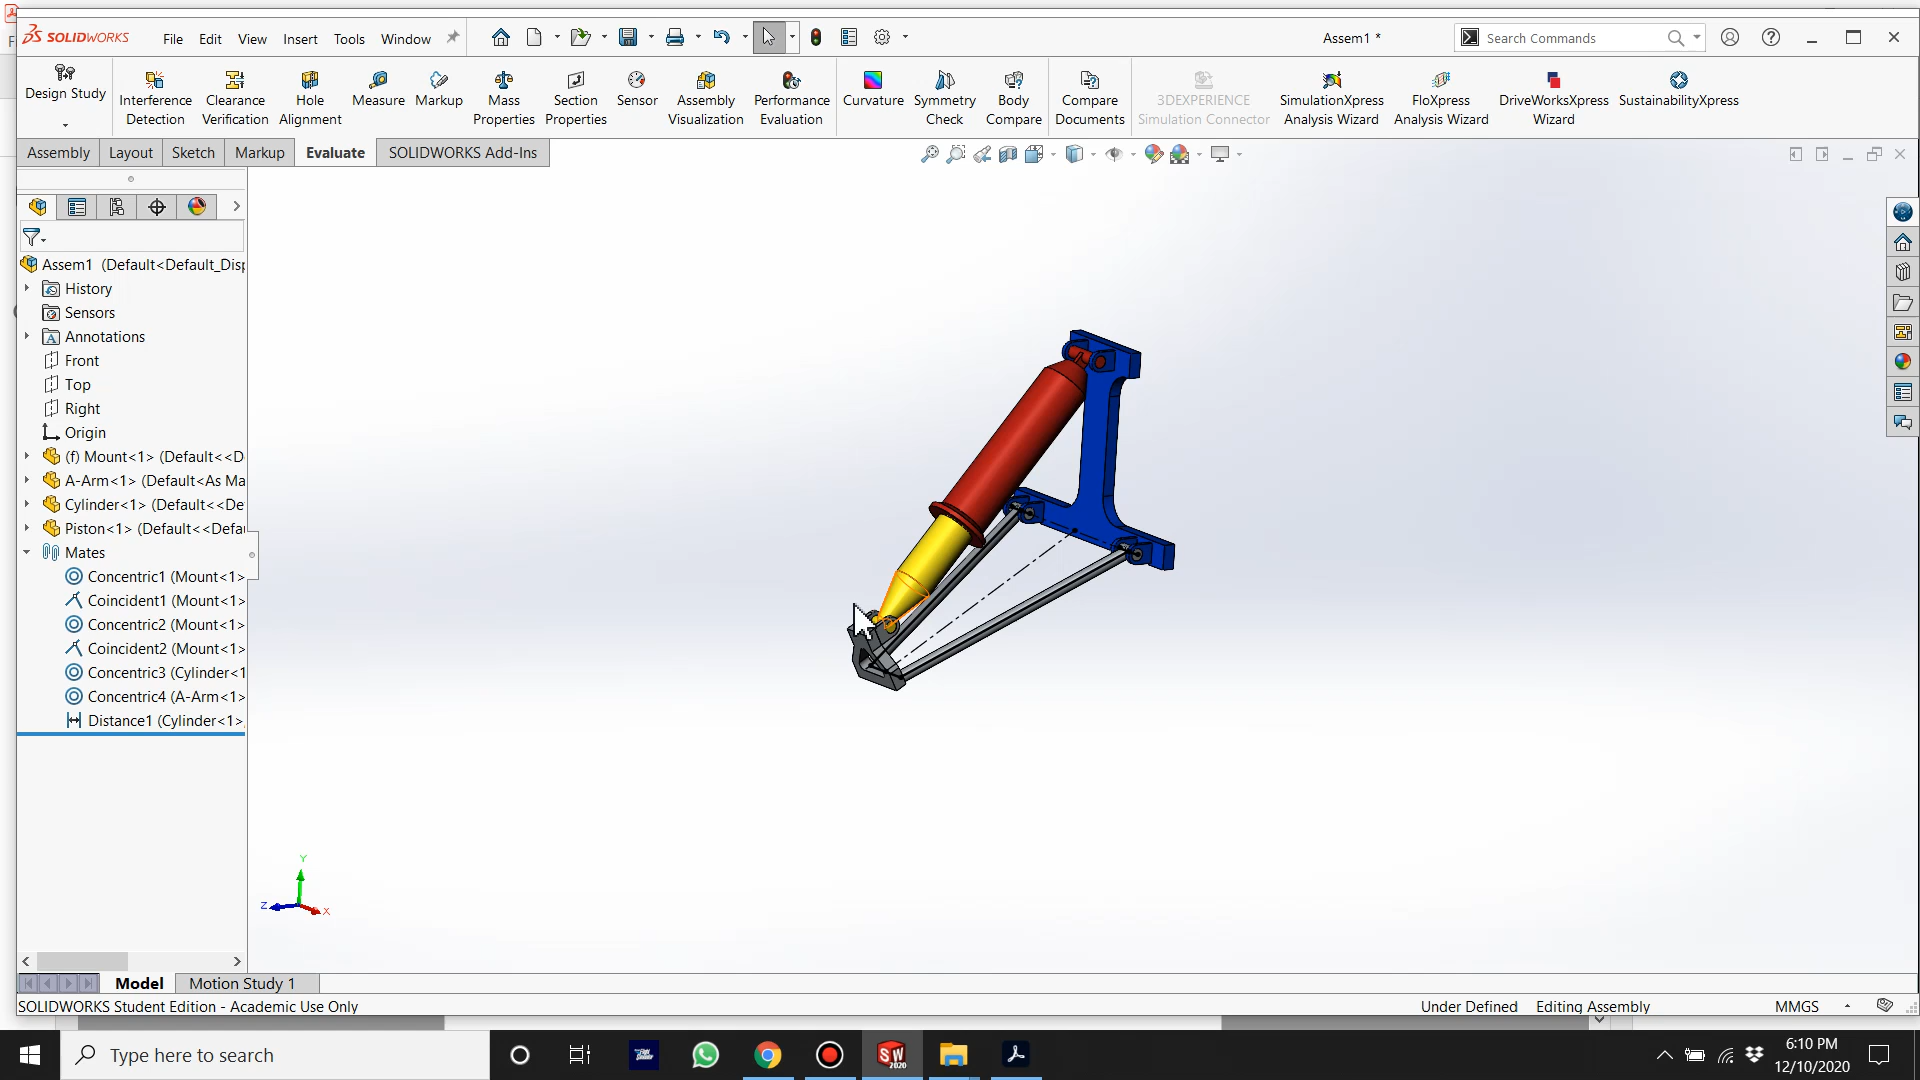 SOLIDWORKS
File
Edit
View
Insert
Tools
Window
Assem1 *
Search Commands
Design Study
Interference
Detection
Clearance
Verification
Hole
Alignment
Measure
Markup
Mass
Properties
Section
Properties
Sensor
Assembly
Visualization
Performance
Evaluation
Curvature
Symmetry
Check
Body
Compare
Compare
Documents
3DEXPERIENCE
Simulation Connector
SimulationXpress
Analysis Wizard
FloXpress
Analysis Wizard
DriveWorksXpress
Wizard
SustainabilityXpress
Assembly
Layout
Sketch
Markup
Evaluate
SOLIDWORKS Add-Ins
Assem1 (Default<Default_Disp
History
Sensors
Annotations
Front
Top
Right
Origin
(f) Mount<1> (Default<<D
A-Arm<1> (Default<As Ma
Cylinder<1> (Default<<De
Piston<1> (Default<<Defau
Mates
Concentric1 (Mount<1>
Coincident1 (Mount<1>
Concentric2 (Mount<1>
Coincident2 (Mount<1>
Concentric3 (Cylinder<1
Concentric4 (A-Arm<1>
Distance1 (Cylinder<1>
Y
Z
X
Model
Motion Study 1
SOLIDWORKS Student Edition - Academic Use Only
Under Defined
Editing Assembly
MMGS
Type here to search
SW
2020
6:10 PM
12/10/2020